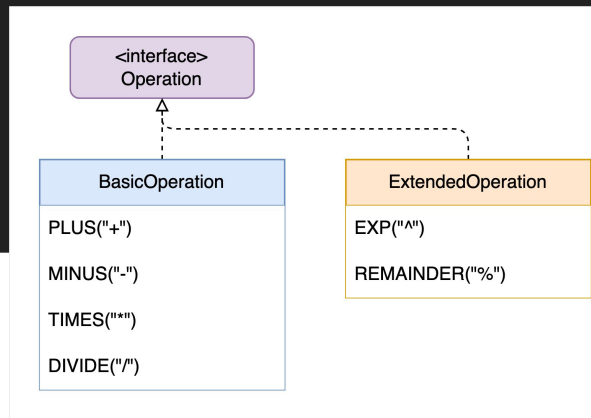 <interface>
Operation
BasicOperation
PLUS("+")
MINUS("-")
TIMES("*")
DIVIDE("/")
ExtendedOperation
EXP("^")
REMAINDER("%")